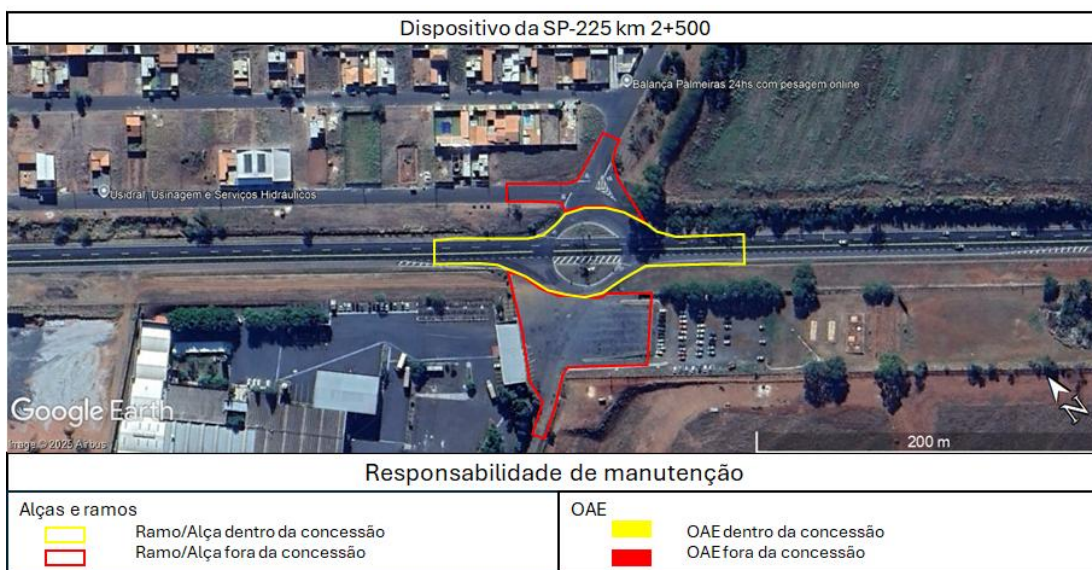 Dispositivo da SP-225 km 2+500
Balança Palmeiras 24hs com pesagem online
Usidral Usinagem e Serviços Hidráulicos
Google Earth
Image © 2025 Airbus
N
200 m
Responsabilidade de manutenção
Alças e ramos
Ramo/Alça dentro da concessão
Ramo/Alça fora da concessão
OAE
OAE dentro da concessão
OAE fora da concessão